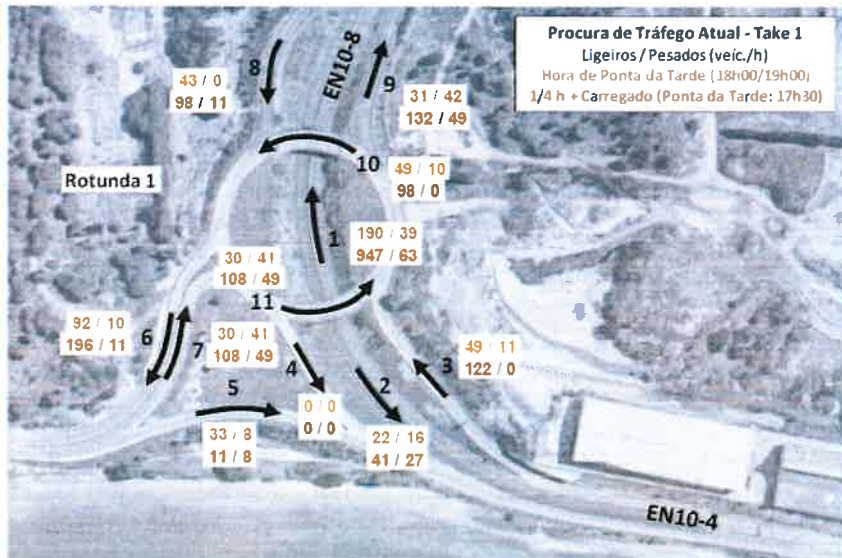 Procura de Tráfego Atual - Take 1
Ligeiros / Pesados (veíc./h)
Hora de Ponta da Tarde (18h00/19h00)
1/4 h + Carregado (Ponta da Tarde: 17h30)
8
EN10-8
9
43 / 0
98 / 11
31 / 42
132 / 49
10
49 / 10
98 / 0
Rotunda 1
1
190 / 39
947 / 63
30 / 41
108 / 49
11
92 / 10
196 / 11
6
7
30 / 41
108 / 49
4
2
3
49 / 11
122 / 0
5
0 / 0
0 / 0
33 / 8
11 / 8
22 / 16
41 / 27
EN10-4